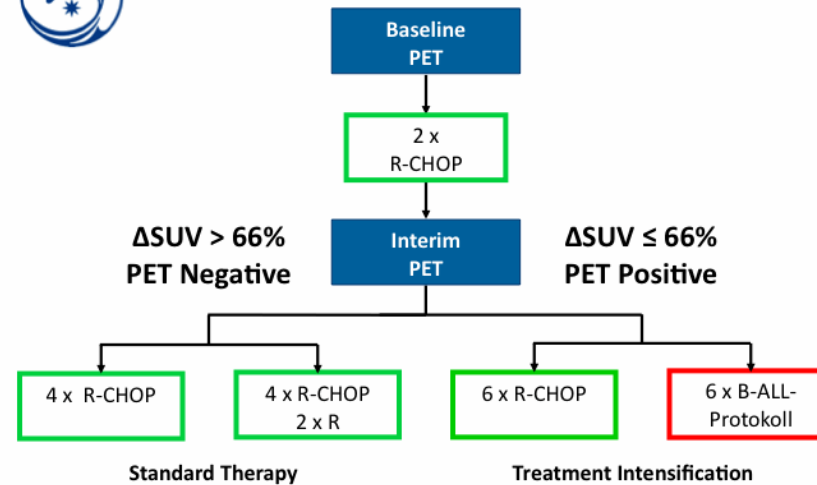 Baseline
PET
2 x
R-CHOP
ΔSUV > 66%
PET Negative
Interim
PET
ΔSUV ≤ 66%
PET Positive
4 x R-CHOP
4 x R-CHOP
2 x R
6 x R-CHOP
6 x B-ALL-
Protokoll
Standard Therapy
Treatment Intensification